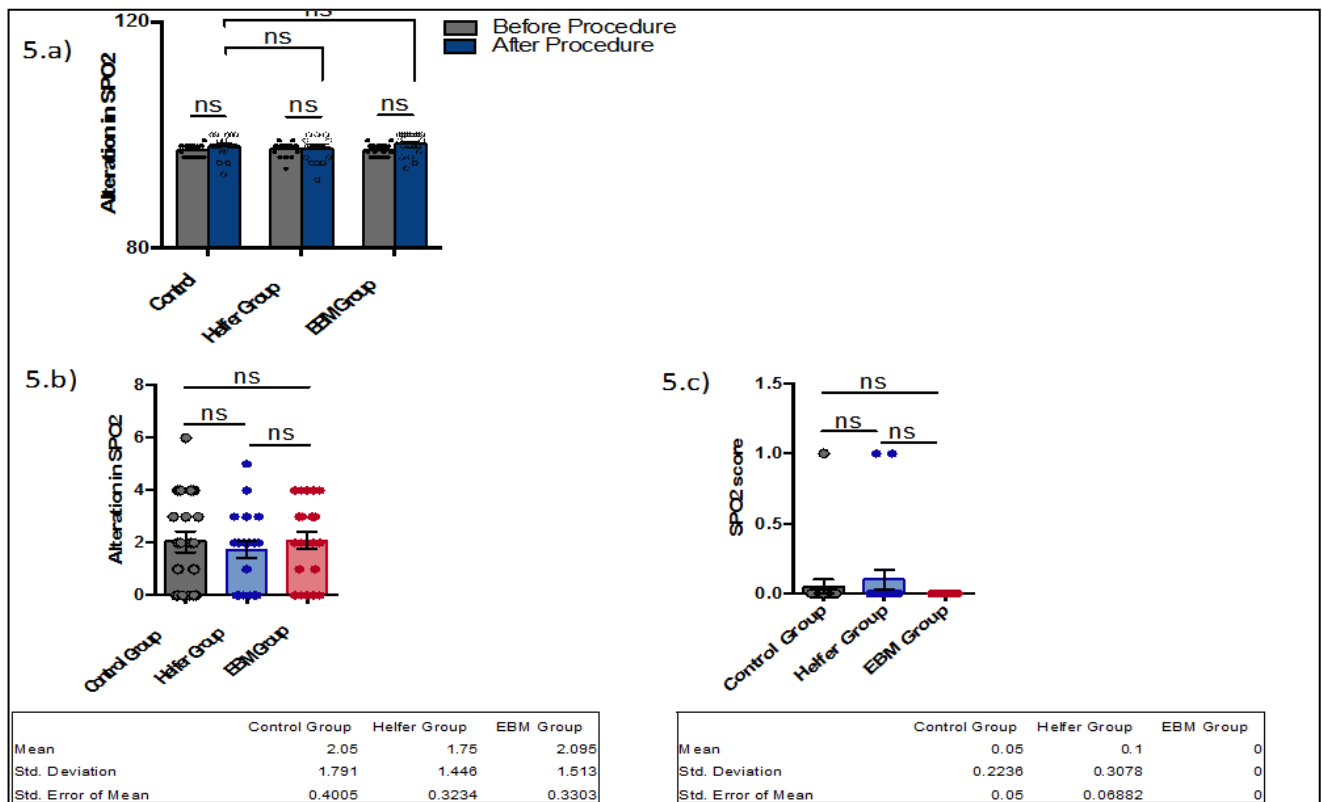 120
ns
Before Procedure
After Procedure
5.a)
ns
Alteration in SPO2
ns
ns
ns
80
Control
Helfer Group
EBM Group
5.b)
8
ns
6
ns
ns
Alteration in SPO2
4
2
0
Control Group
Helfer Group
EBM Group
5.c)
1.5
ns
ns
ns
SPO2 score
1.0
0.5
0.0
Control Group
Helfer Group
EBM Group
Control Group Helfer Group EBM Group
Mean 2.05 1.75 2.095
Std. Deviation 1.791 1.446 1.513
Std. Error of Mean 0.4005 0.3234 0.3303
Control Group Helfer Group EBM Group
Mean 0.05 0.1 0
Std. Deviation 0.2236 0.3078 0
Std. Error of Mean 0.05 0.06882 0